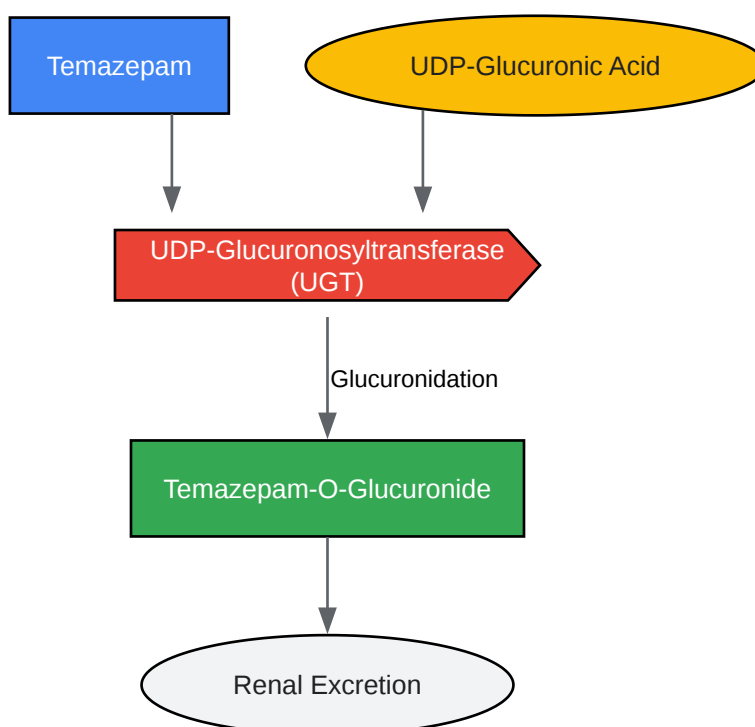 Temazepam
UDP-Glucuronic Acid
UDP-Glucuronosyltransferase
(UGT)
Glucuronidation
Temazepam-O-Glucuronide
Renal Excretion